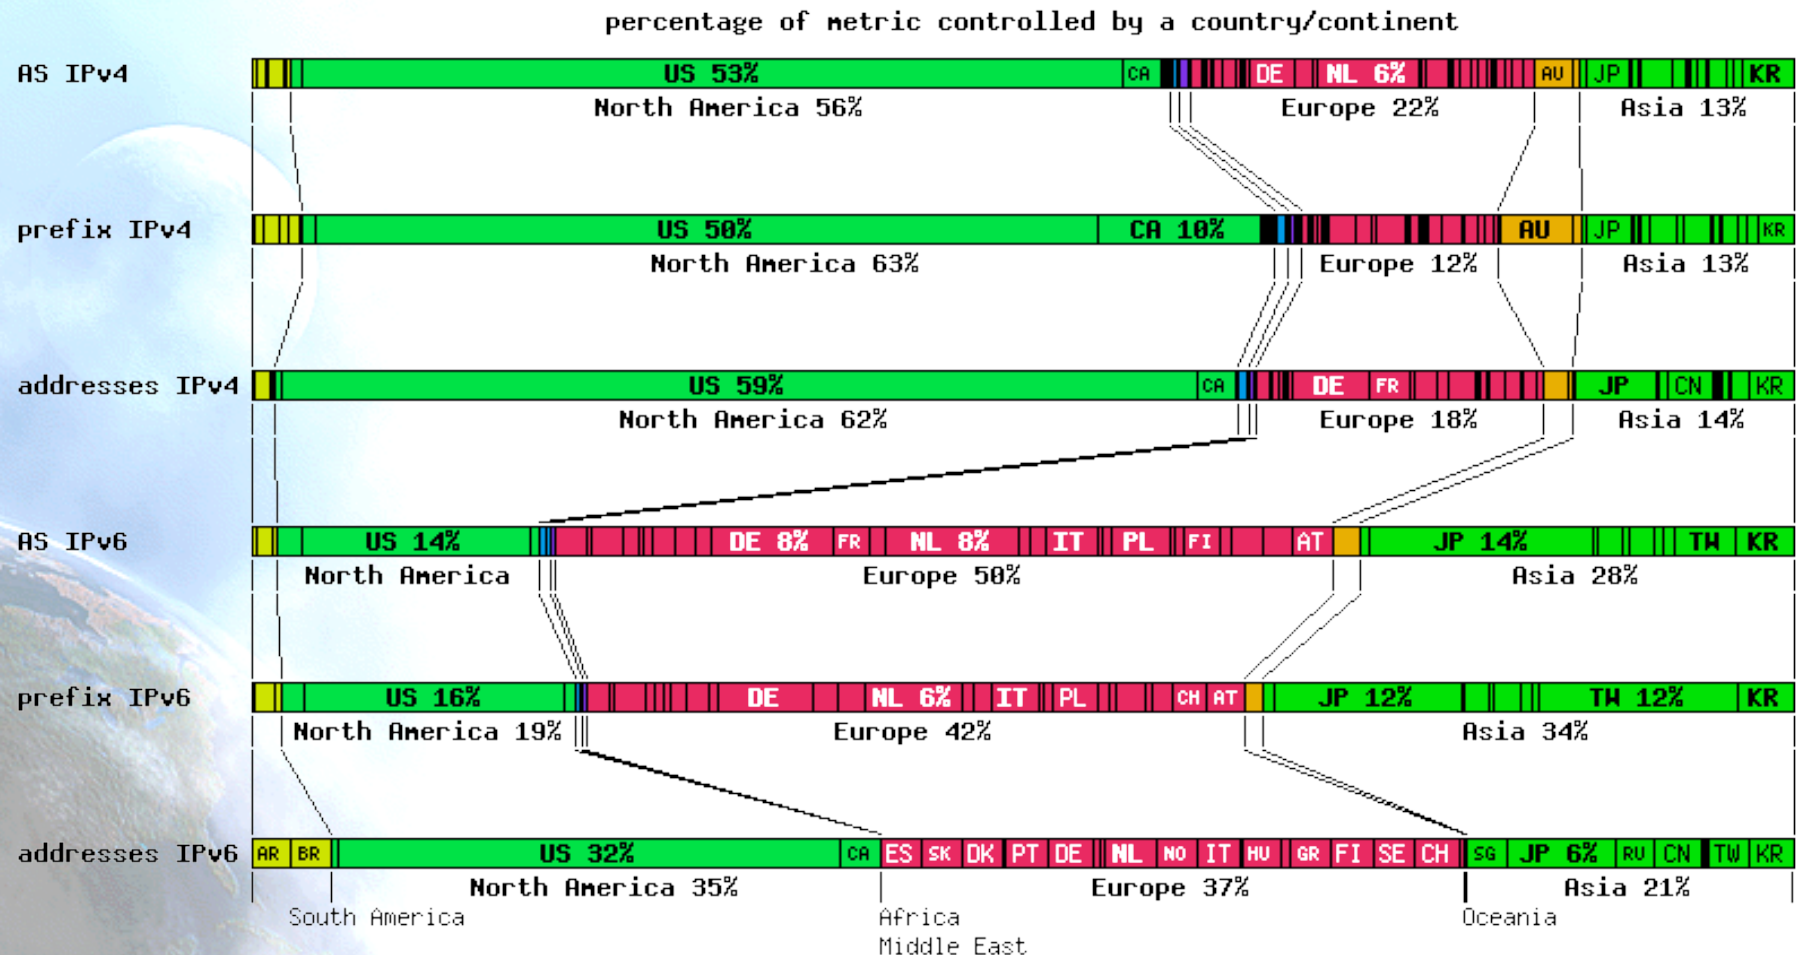 percentage of metric controlled by a country/continent
AS IPv4 US 53% CA DE NL 6% AU JP KR
North America 56% Europe 22% Asia 13%
prefix IPv4 US 50% CA 10% AU JP KR
North America 63% Europe 12% Asia 13%
addresses IPv4 US 59% CA DE FR JP CN KR
North America 62% Europe 18% Asia 14%
AS IPv6 US 14% DE 8% FR NL 8% IT PL FI AT JP 14% TW KR
North America Europe 50% Asia 28%
prefix IPv6 US 16% DE NL 6% IT PL CH AT JP 12% TW 12% KR
North America 19% Europe 42% Asia 34%
addresses IPv6 AR BR US 32% CA ES SK DK PT DE NL NO IT HU GR FI SE CH SG JP 6% RU CN TW KR
North America 35% Europe 37% Asia 21%
South America Africa Oceania
Middle East